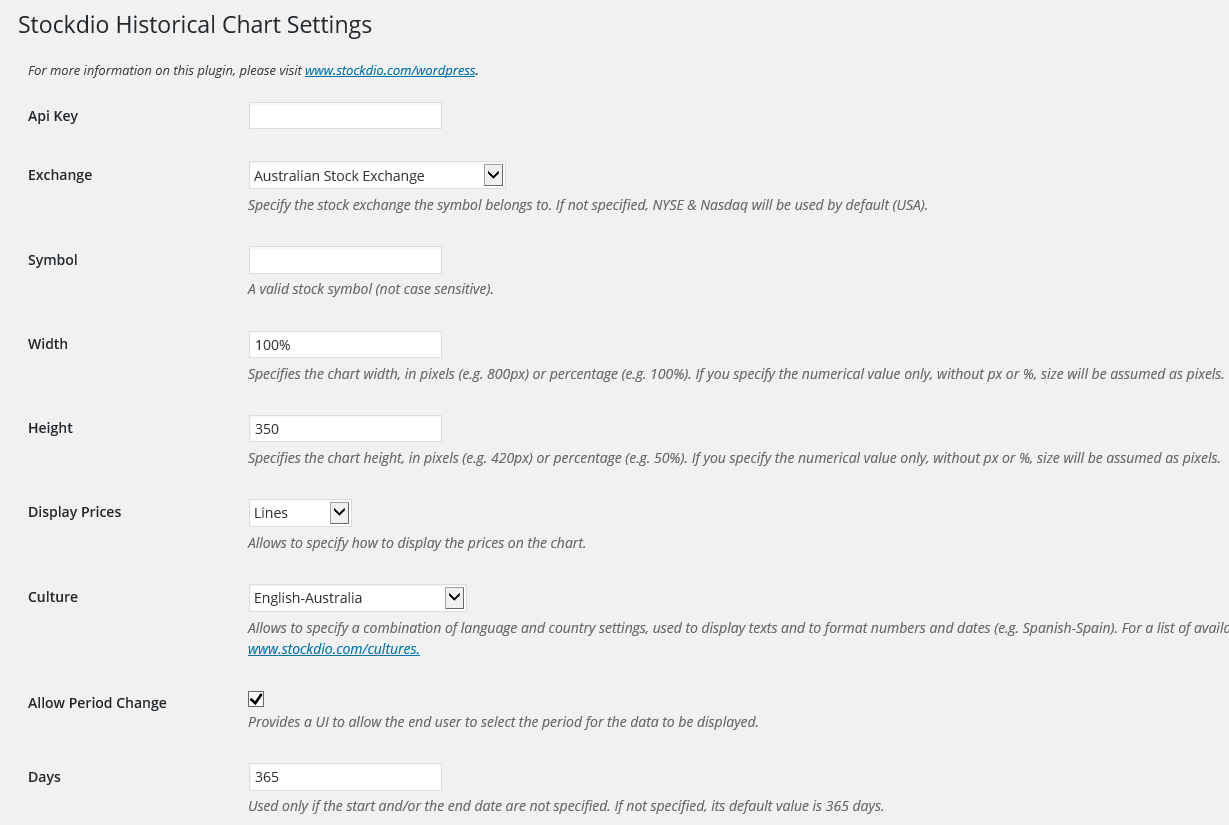 Stockdio Historical Chart Settings
For more information on this plugin, please visit www.stockdio.com/wordpress.
Api Key
Exchange Australian Stock Exchange
Specify the stock exchange the symbol belongs to. If not specified, NYSE & Nasdaq will be used by default (USA).
Symbol
A valid stock symbol (not case sensitive).
Width 100%
Specifies the chart width, in pixels (e.g. 800px) or percentage (e.g. 100%). If you specify the numerical value only, without px or %, size will be assumed as pixels.
Height 350
Specifies the chart height, in pixels (e.g. 420px) or percentage (e.g. 50%). If you specify the numerical value only, without px or %, size will be assumed as pixels.
Display Prices Lines
Allows to specify how to display the prices on the chart.
Culture English-Australia
Allows to specify a combination of language and country settings, used to display texts and to format numbers and dates (e.g. Spanish-Spain). For a list of
www.stockdio.com/cultures.
Allow Period Change
Provides a UI to allow the end user to select the period for the data to be displayed.
Days 365
Used only if the start and/or the end date are not specified. If not specified, its default value is 365 days.